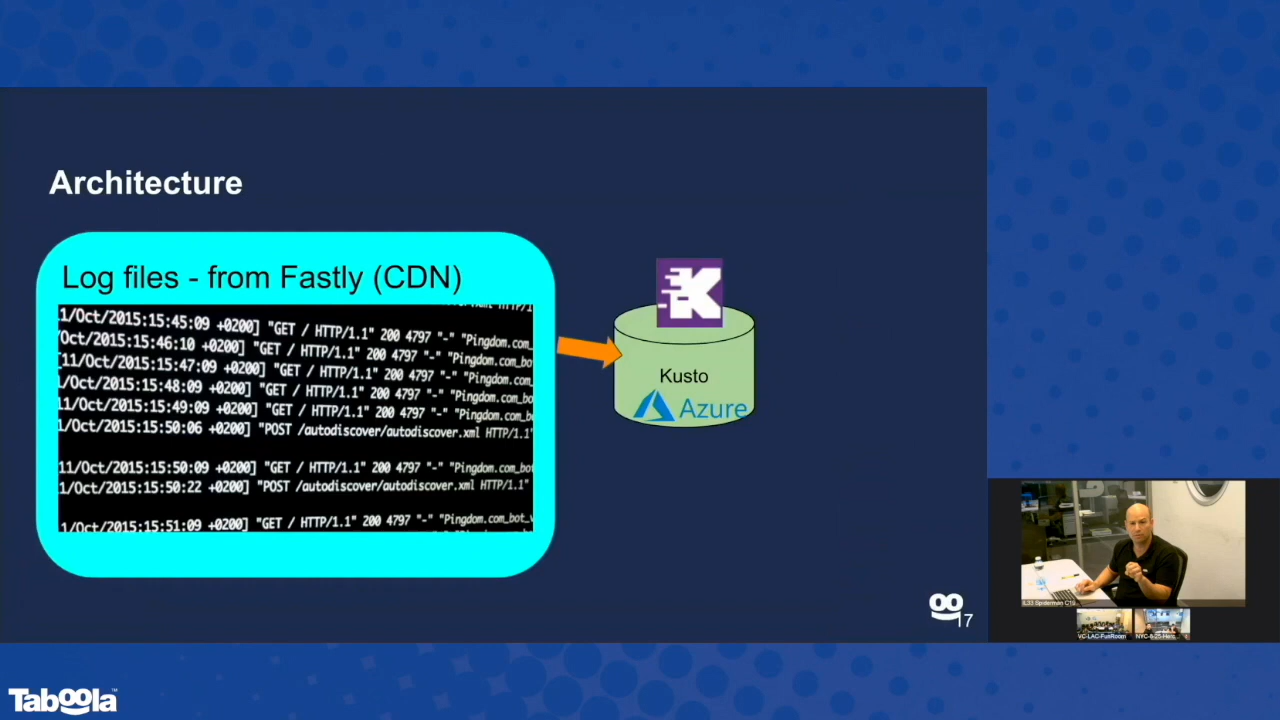 Architecture
Log files - from Fastly (CDN)
1/Oct/2015:15:45:09 +0200] "GET / HTTP/1.1" 200 4797 "-" "Pingdom.com_
/Oct/2015:15:46:10 +0200] "GET / HTTP/1.1" 200 4797 "-" "Pingdom.com_bo
[11/Oct/2015:15:47:09 +0200] "GET / HTTP/1.1" 200 4797 "-" "Pingdom.com_
1/Oct/2015:15:48:09 +0200] "GET / HTTP/1.1" 200 4797 "-" "Pingdom.com_bo
11/Oct/2015:15:49:09 +0200] "GET / HTTP/1.1" 200 4797 "-" "Pingdom.com_
1/Oct/2015:15:50:06 +0200] "POST /autodiscover/autodiscover.xml HTTP/1.1"
11/Oct/2015:15:50:09 +0200] "GET / HTTP/1.1" 200 4797 "-" "Pingdom.com_bo
1/Oct/2015:15:50:22 +0200] "POST /autodiscover/autodiscover.xml HTTP/1.1"
1/Oct/2015:15:51:09 +0200] "GET / HTTP/1.1" 200 4797 "-" "Pingdom.com_bot_v
K
Kusto
Azure
17
VC-LAC-FunRoom
Taboola